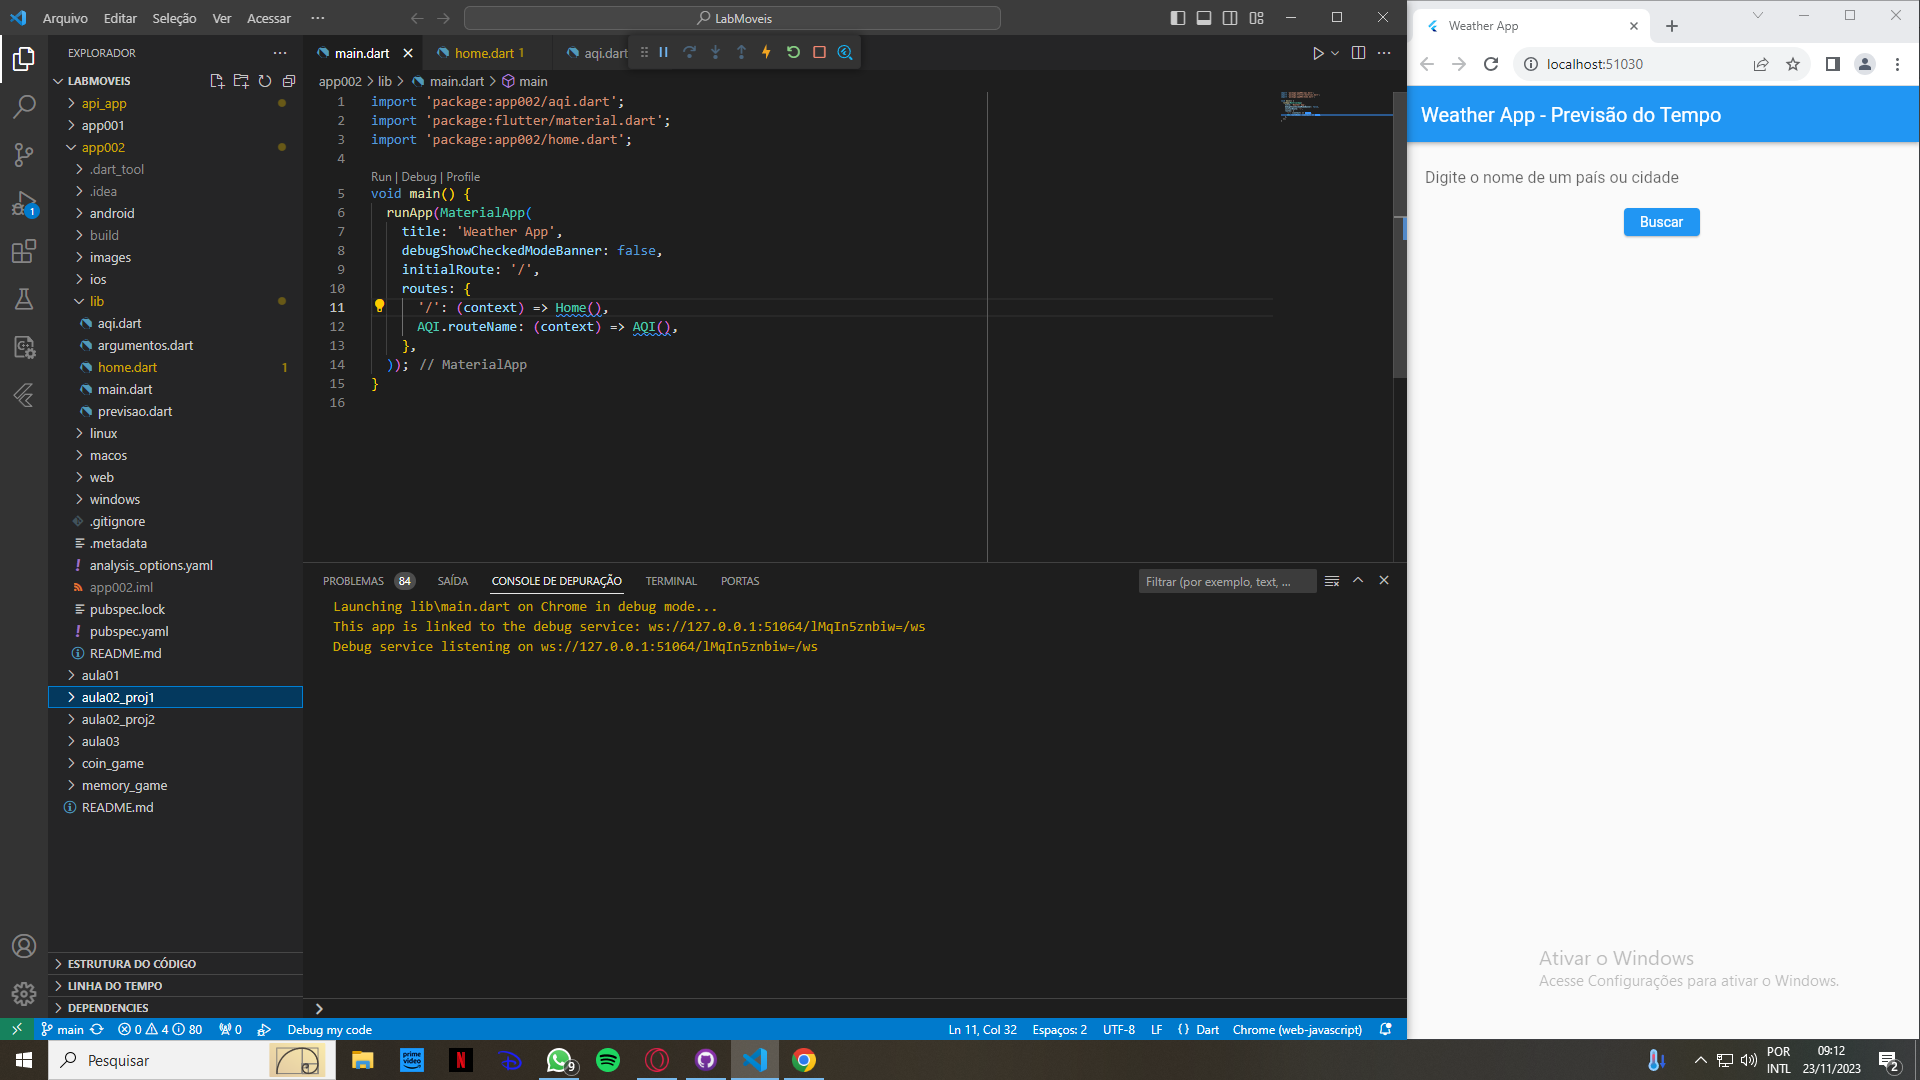 Arquivo Editar Seleção Ver Acessar ··· LabMoveis
EXPLORADOR ···
LABMOVEIS
api_app
app001
app002
.dart_tool
.idea
android
build
images
ios
lib
aqi.dart
argumentos.dart
home.dart 1
main.dart
previsao.dart
linux
macos
web
windows
.gitignore
.metadata
analysis_options.yaml
app002.iml
pubspec.lock
pubspec.yaml
README.md
aula01
aula02_proj1
aula02_proj2
aula03
coin_game
memory_game
README.md
ESTRUTURA DO CÓDIGO
LINHA DO TEMPO
DEPENDENCIES
1
main.dart home.dart 1 aqi.dart
app002 > lib > main.dart > main
1 import 'package:app002/aqi.dart';
2 import 'package:flutter/material.dart';
3 import 'package:app002/home.dart';
4
Run | Debug | Profile
5 void main() {
6 runApp(MaterialApp(
7 title: 'Weather App',
8 debugShowCheckedModeBanner: false,
9 initialRoute: '/',
10 routes: {
11 '/': (context) => Home(),
12 AQI.routeName: (context) => AQI(),
13 },
14 )); // MaterialApp
15 }
16
PROBLEMAS 84 SAÍDA CONSOLE DE DEPURAÇÃO TERMINAL PORTAS Filtrar (por exemplo, text, ...
Launching lib\main.dart on Chrome in debug mode...
This app is linked to the debug service: ws://127.0.0.1:51064/lMqIn5znbiw=/ws
Debug service listening on ws://127.0.0.1:51064/lMqIn5znbiw=/ws
main 0 4 80 0 Debug my code Ln 11, Col 32 Espaços: 2 UTF-8 LF {} Dart Chrome (web-javascript)
Weather App
localhost:51030
Weather App - Previsão do Tempo
Digite o nome de um país ou cidade
Buscar
Ativar o Windows
Acesse Configurações para ativar o Windows.
Pesquisar
prime video
N
9
POR
INTL
09:12
23/11/2023
2